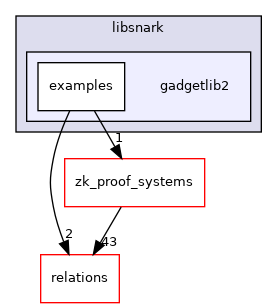 libsnark
examples
gadgetlib2
1
zk_proof_systems
2
43
relations